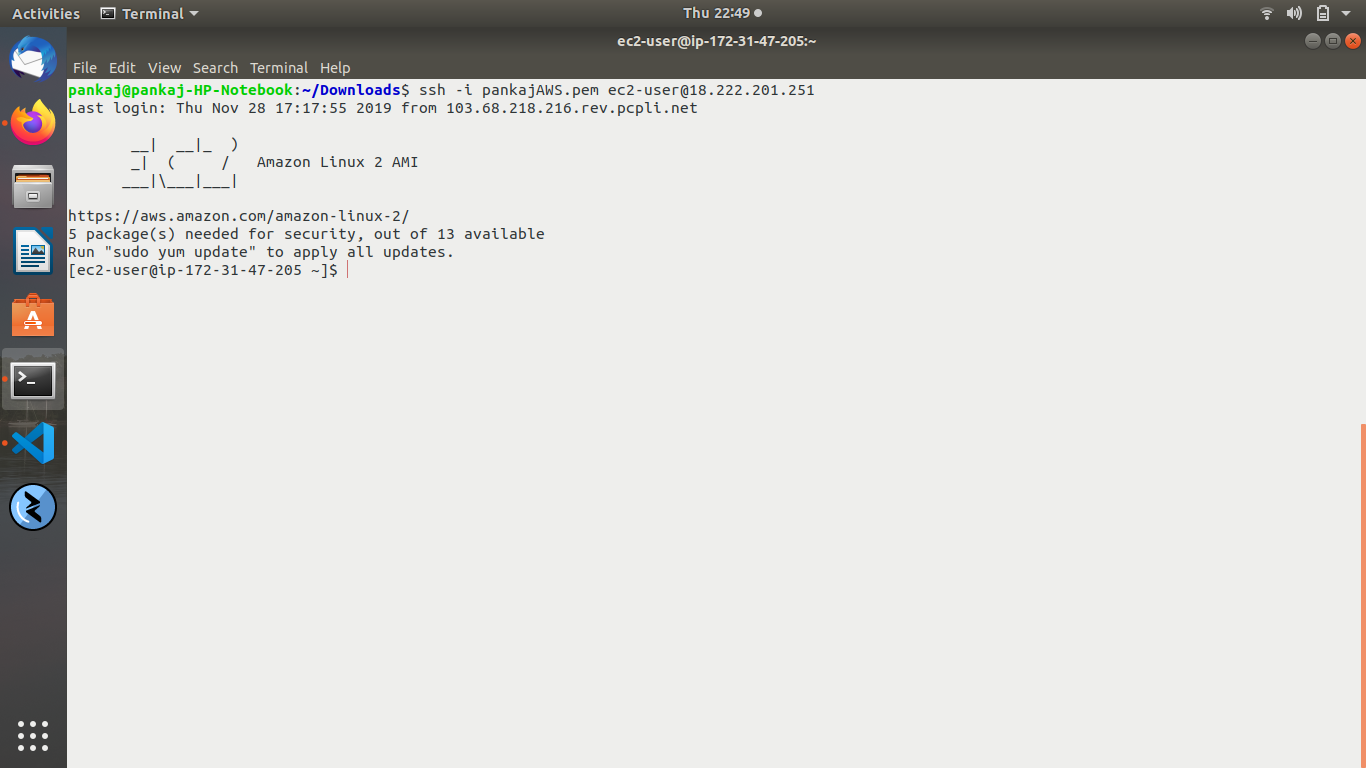 Activities Terminal Thu 22:49
ec2-user@ip-172-31-47-205:~
File Edit View Search Terminal Help
pankaj@pankaj-HP-Notebook:~/Downloads$ ssh -i pankajAWS.pem ec2-user@18.222.201.251
Last login: Thu Nov 28 17:17:55 2019 from 103.68.218.216.rev.pcpli.net
       __|  __|_  )
       _|  (     /   Amazon Linux 2 AMI
      ___|\___|___|
https://aws.amazon.com/amazon-linux-2/
5 package(s) needed for security, out of 13 available
Run "sudo yum update" to apply all updates.
[ec2-user@ip-172-31-47-205 ~]$